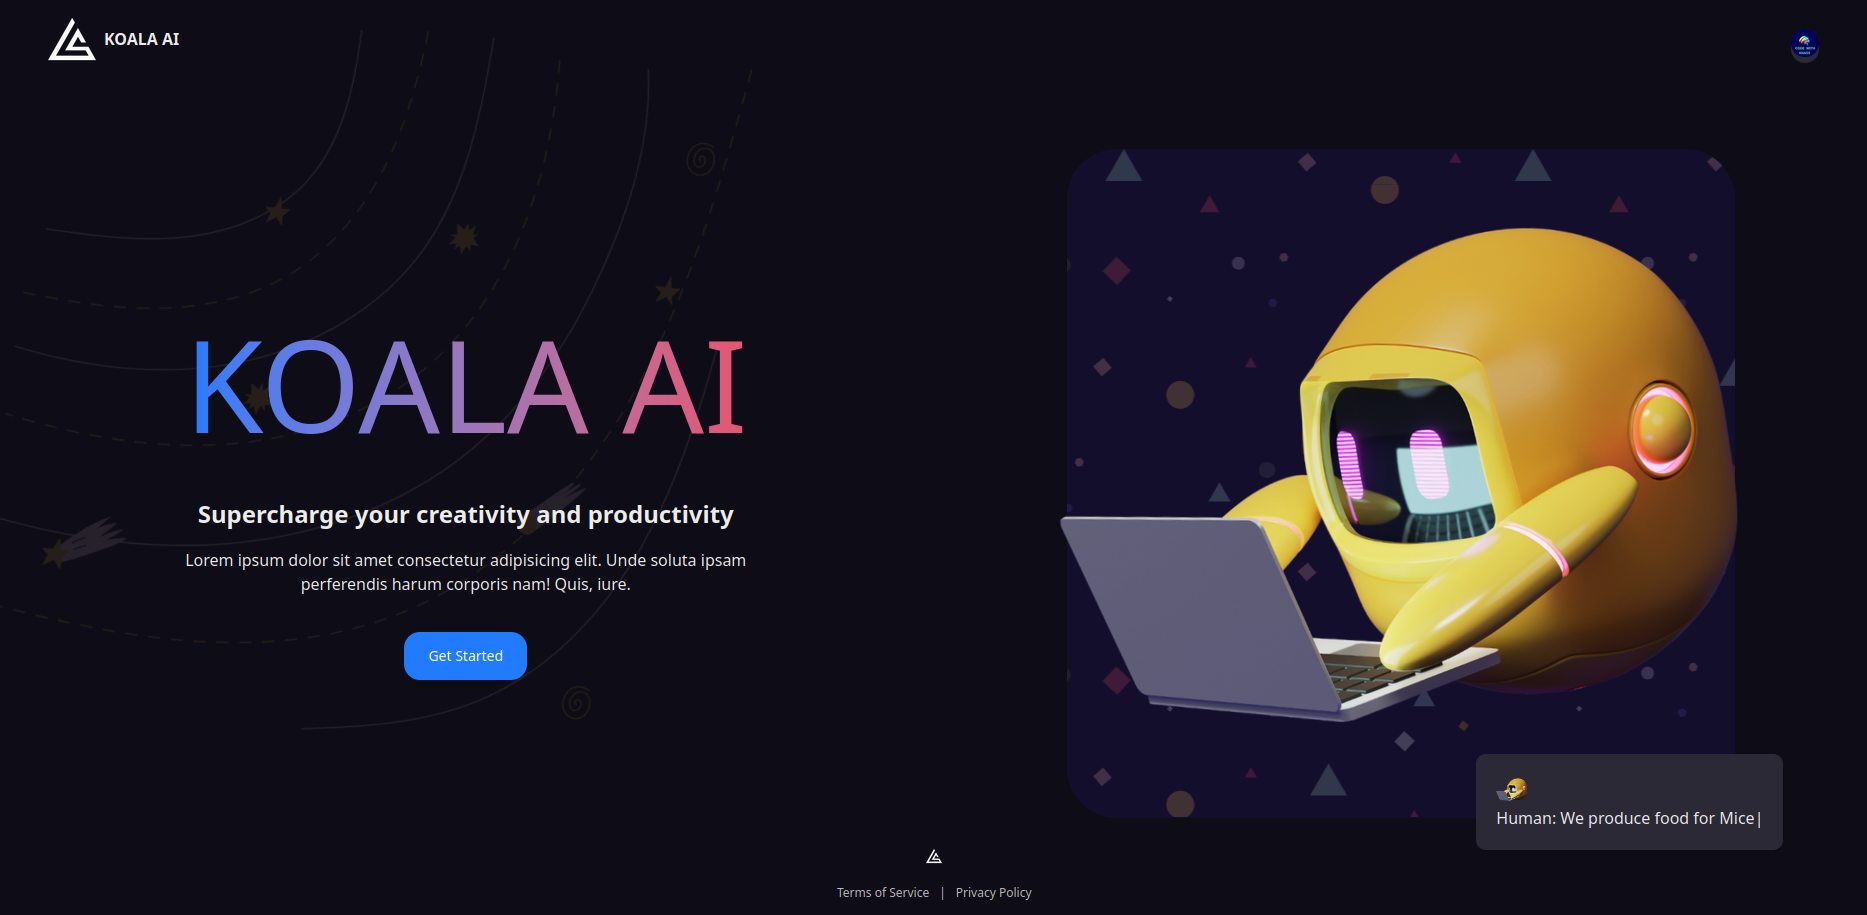 KOALA AI
CODE WITH
KOALA AI
Supercharge your creativity and productivity
Lorem ipsum dolor sit amet consectetur adipisicing elit. Unde soluta ipsam
perferendis harum corporis nam! Quis, iure.
Get Started
Human: We produce food for Mice|
Terms of Service | Privacy Policy